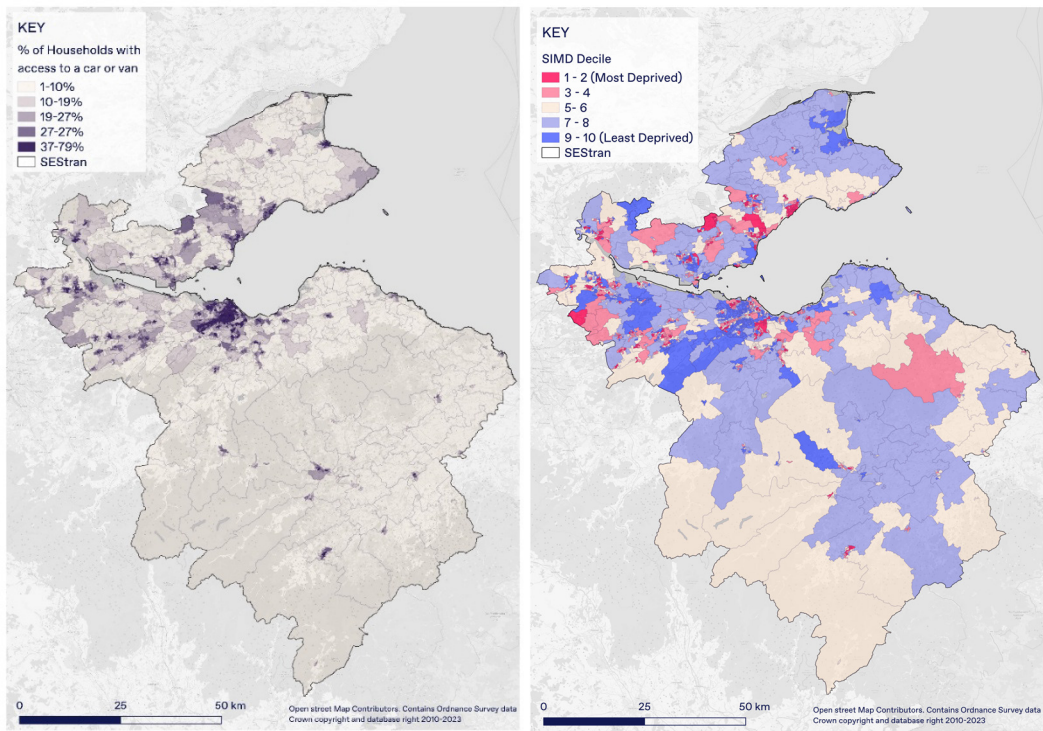 KEY
% of Households with
access to a car or van
1-10%
10-19%
19-27%
27-27%
37-79%
SEStran
0 25 50 km
Open street Map Contributors. Contains Ordnance Survey data
Crown copyright and database right 2010-2023
KEY
SIMD Decile
1 - 2 (Most Deprived)
3 - 4
5- 6
7 - 8
9 - 10 (Least Deprived)
SEStran
0 25 50 km
Open street Map Contributors. Contains Ordnance Survey data
Crown copyright and database right 2010-2023